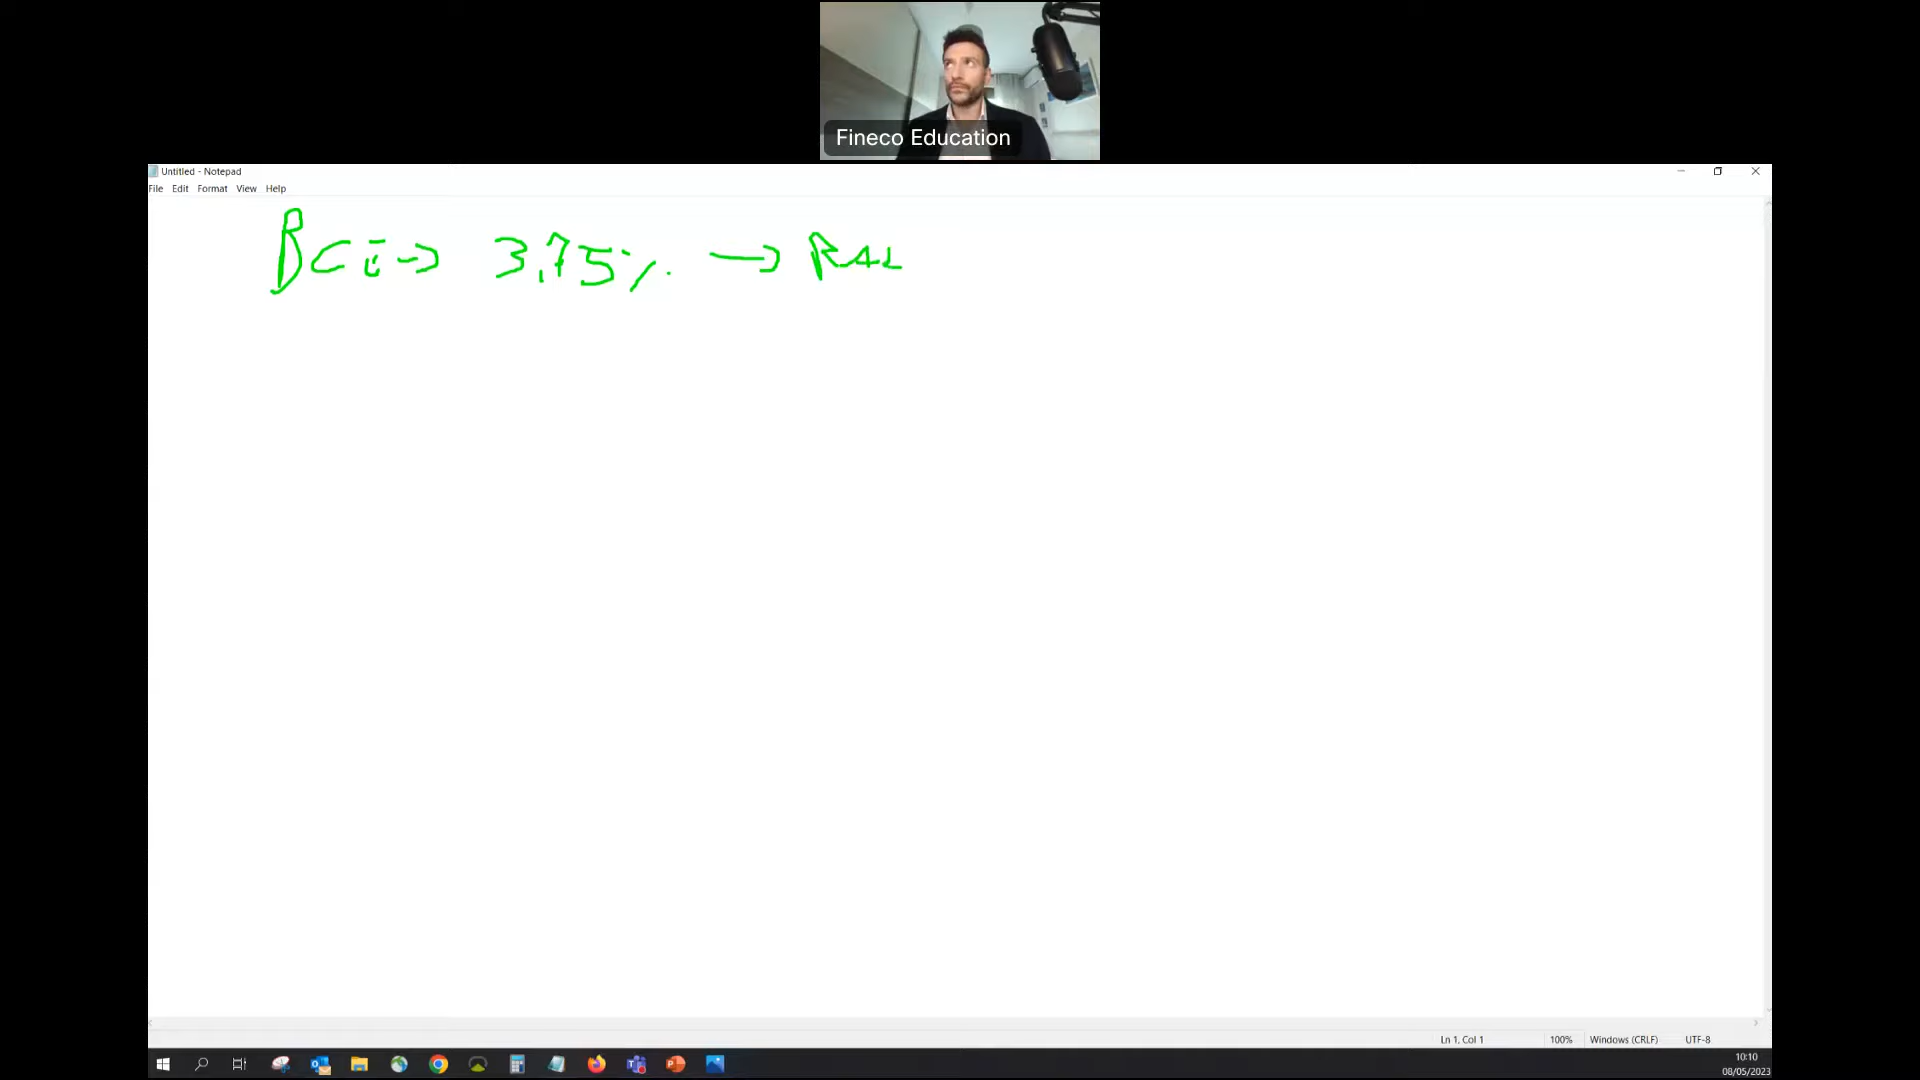 Fineco Education
Untitled - Notepad
File Edit Format View Help
BCE → 3,75% → RAL
Ln 1, Col 1 100% Windows (CRLF) UTF-8
10:10
08/05/2023